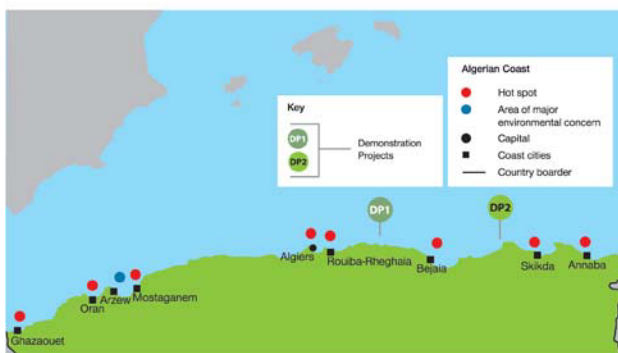 Key
DP1
DP2
Demonstration
Projects
Algerian Coast
Hot spot
Area of major
environmental concern
Capital
Coast cities
Country boarder
DP1
DP2
Algiers
Rouiba-Rheghaia
Bejaia
Skikda
Annaba
Oran
Arzew
Mostaganem
Ghazaouet